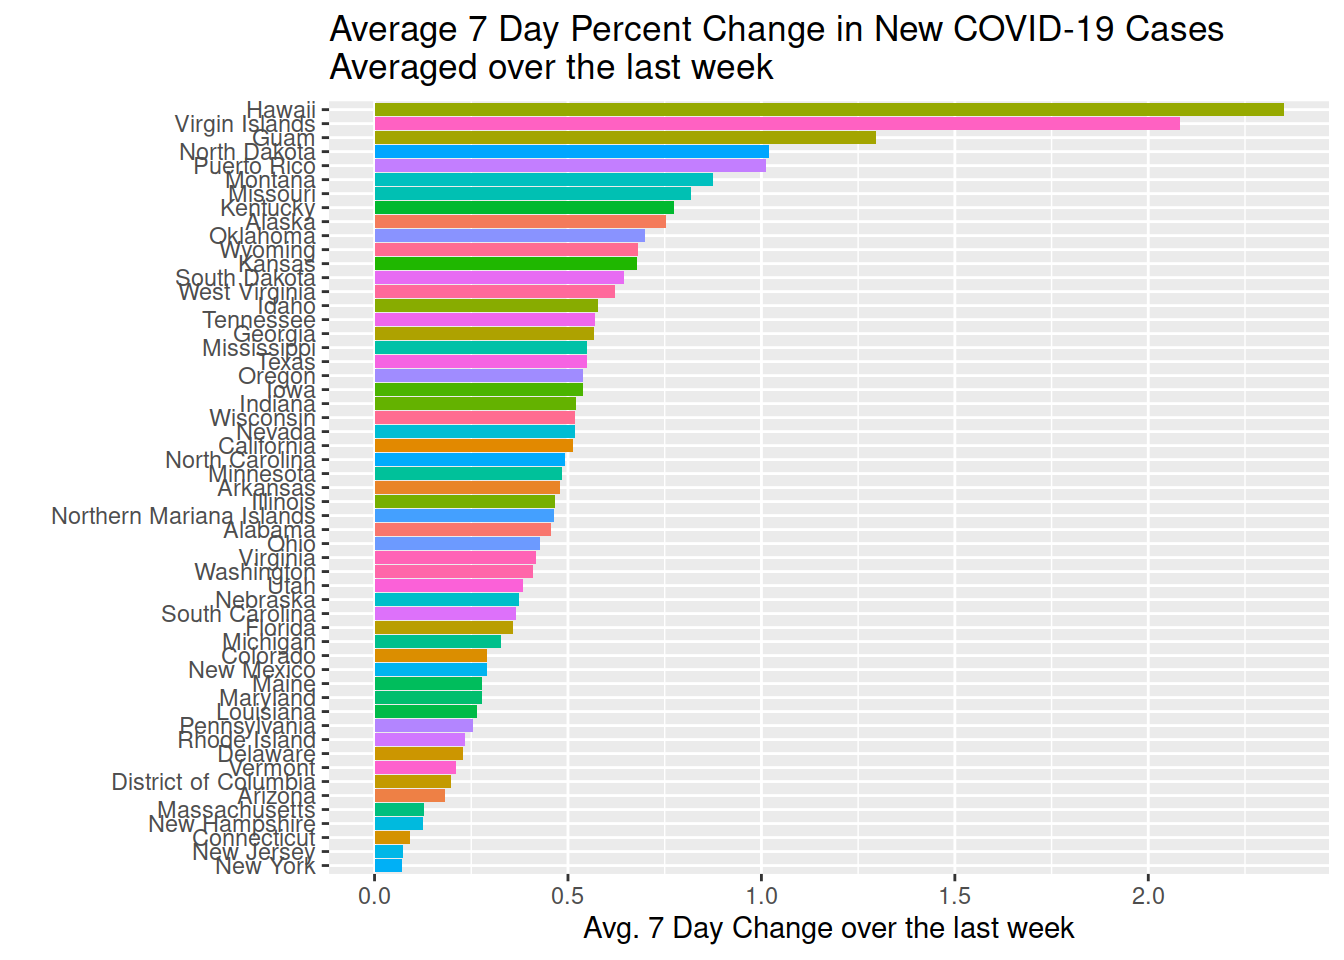 Average 7 Day Percent Change in New COVID-19 Cases
Averaged over the last week
Hawaii
Virgin Islands
Guam
North Dakota
Puerto Rico
Montana
Missouri
Kentucky
Alaska
Oklahoma
Wyoming
Kansas
South Dakota
West Virginia
Idaho
Tennessee
Georgia
Mississippi
Texas
Oregon
Iowa
Indiana
Wisconsin
Nevada
California
North Carolina
Minnesota
Arkansas
Illinois
Northern Mariana Islands
Alabama
Ohio
Virginia
Washington
Utah
Nebraska
South Carolina
Florida
Michigan
Colorado
New Mexico
Maine
Maryland
Louisiana
Pennsylvania
Rhode Island
Delaware
Vermont
District of Columbia
Arizona
Massachusetts
New Hampshire
Connecticut
New Jersey
New York
0.0 0.5 1.0 1.5 2.0
Avg. 7 Day Change over the last week